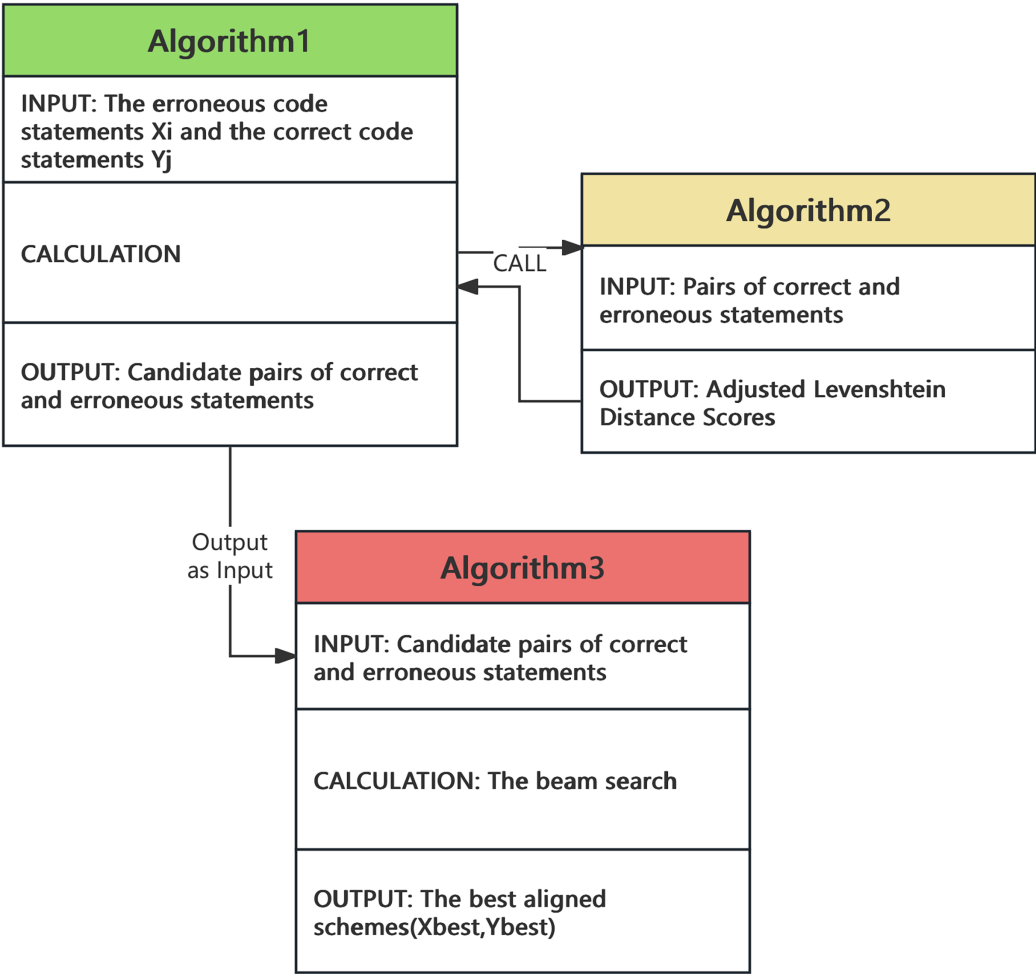 Algorithm1
INPUT: The erroneous code
statements Xi and the correct code
statements Yj
CALCULATION
OUTPUT: Candidate pairs of correct
and erroneous statements
CALL
Algorithm2
INPUT: Pairs of correct and
erroneous statements
OUTPUT: Adjusted Levenshtein
Distance Scores
Output
as Input
Algorithm3
INPUT: Candidate pairs of correct
and erroneous statements
CALCULATION: The beam search
OUTPUT: The best aligned
schemes(Xbest,Ybest)